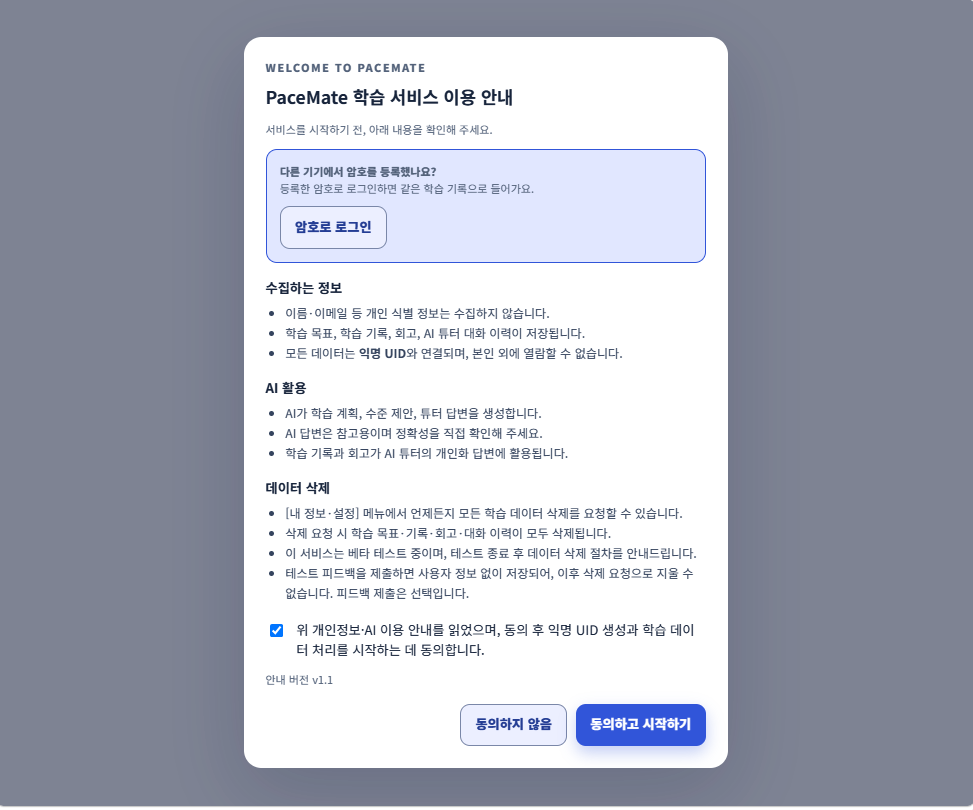 WELCOME TO PACEMATE
PaceMate 학습 서비스 이용 안내
서비스를 시작하기 전, 아래 내용을 확인해 주세요.
다른 기기에서 암호를 등록했나요?
등록한 암호로 로그인하면 같은 학습 기록으로 들어가요.
암호로 로그인
수집하는 정보
이름·이메일 등 개인 식별 정보는 수집하지 않습니다.
학습 목표, 학습 기록, 회고, AI 튜터 대화 이력이 저장됩니다.
모든 데이터는 익명 UID와 연결되며, 본인 외에 열람할 수 없습니다.
AI 활용
AI가 학습 계획, 수준 제안, 튜터 답변을 생성합니다.
AI 답변은 참고용이며 정확성을 직접 확인해 주세요.
학습 기록과 회고가 AI 튜터의 개인화 답변에 활용됩니다.
데이터 삭제
[내 정보·설정] 메뉴에서 언제든지 모든 학습 데이터 삭제를 요청할 수 있습니다.
삭제 요청 시 학습 목표·기록·회고·대화 이력이 모두 삭제됩니다.
이 서비스는 베타 테스트 중이며, 테스트 종료 후 데이터 삭제 절차를 안내드립니다.
테스트 피드백을 제출하면 사용자 정보 없이 저장되어, 이후 삭제 요청으로 지울 수
없습니다. 피드백 제출은 선택입니다.
위 개인정보·AI 이용 안내를 읽었으며, 동의 후 익명 UID 생성과 학습 데이
터 처리를 시작하는 데 동의합니다.
안내 버전 v1.1
동의하지 않음
동의하고 시작하기